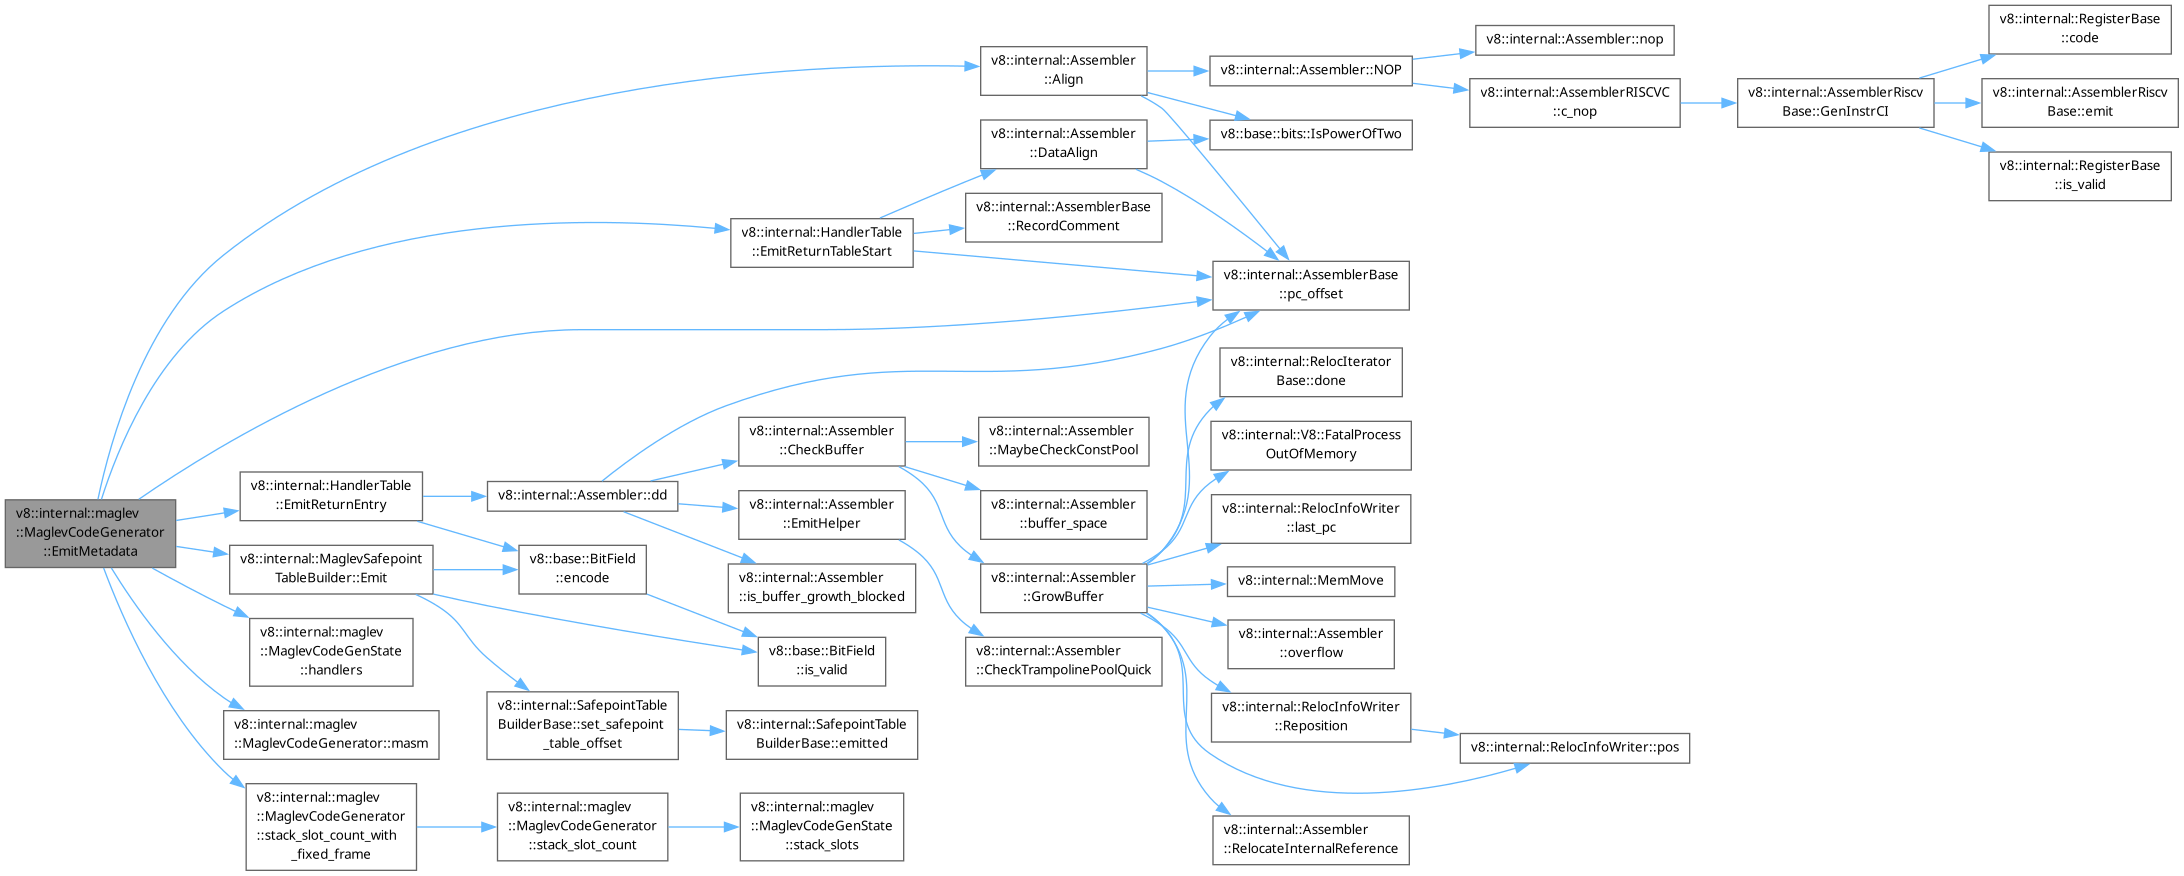 v8::internal::maglev
::MaglevCodeGenerator
::EmitMetadata
v8::internal::Assembler
::Align
v8::internal::Assembler::NOP
v8::internal::Assembler::nop
v8::internal::AssemblerRISCVC
::c_nop
v8::internal::AssemblerRiscv
Base::GenInstrCI
v8::internal::RegisterBase
::code
v8::internal::AssemblerRiscv
Base::emit
v8::internal::RegisterBase
::is_valid
v8::base::bits::IsPowerOfTwo
v8::internal::Assembler
::DataAlign
v8::internal::AssemblerBase
::RecordComment
v8::internal::HandlerTable
::EmitReturnTableStart
v8::internal::AssemblerBase
::pc_offset
v8::internal::HandlerTable
::EmitReturnEntry
v8::internal::Assembler::dd
v8::internal::Assembler
::CheckBuffer
v8::internal::Assembler
::MaybeCheckConstPool
v8::internal::Assembler
::buffer_space
v8::internal::Assembler
::EmitHelper
v8::internal::Assembler
::is_buffer_growth_blocked
v8::internal::Assembler
::GrowBuffer
v8::internal::Assembler
::CheckTrampolinePoolQuick
v8::internal::RelocIterator
Base::done
v8::internal::V8::FatalProcess
OutOfMemory
v8::internal::RelocInfoWriter
::last_pc
v8::internal::MemMove
v8::internal::Assembler
::overflow
v8::internal::RelocInfoWriter
::Reposition
v8::internal::RelocInfoWriter::pos
v8::internal::Assembler
::RelocateInternalReference
v8::internal::MaglevSafepoint
TableBuilder::Emit
v8::base::BitField
::encode
v8::base::BitField
::is_valid
v8::internal::SafepointTable
BuilderBase::set_safepoint
_table_offset
v8::internal::SafepointTable
BuilderBase::emitted
v8::internal::maglev
::MaglevCodeGenState
::handlers
v8::internal::maglev
::MaglevCodeGenerator::masm
v8::internal::maglev
::MaglevCodeGenerator
::stack_slot_count_with
_fixed_frame
v8::internal::maglev
::MaglevCodeGenerator
::stack_slot_count
v8::internal::maglev
::MaglevCodeGenState
::stack_slots